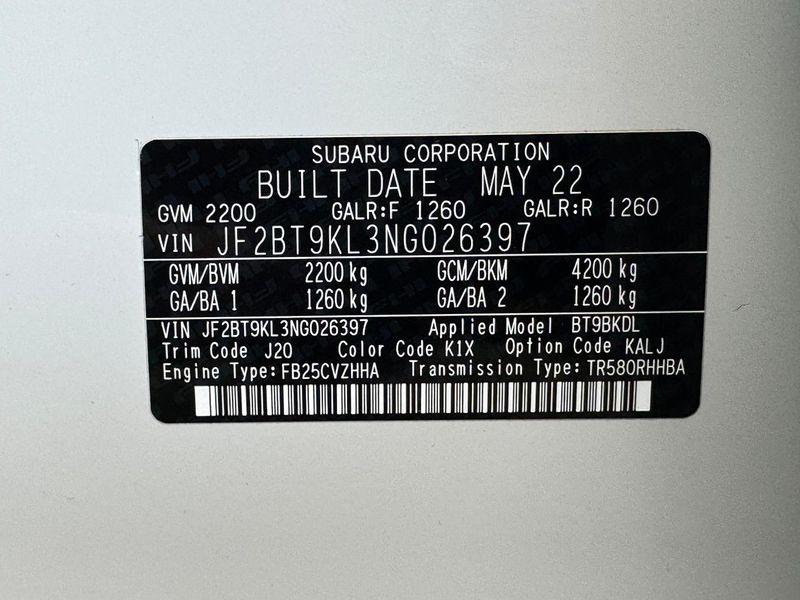 SUBARU CORPORATION
BUILT DATE MAY 22
GVM 2200 GALR:F 1260 GALR:R 1260
VIN JF2BT9KL3NG026397
GVM/BVM 2200 kg GCM/BKM 4200 kg
GA/BA 1 1260 kg GA/BA 2 1260 kg
VIN JF2BT9KL3NG026397 Applied Model BT9BKDL
Trim Code J20 Color Code K1X Option Code KALJ
Engine Type:FB25CVZHHA Transmission Type:TR580RHHBA